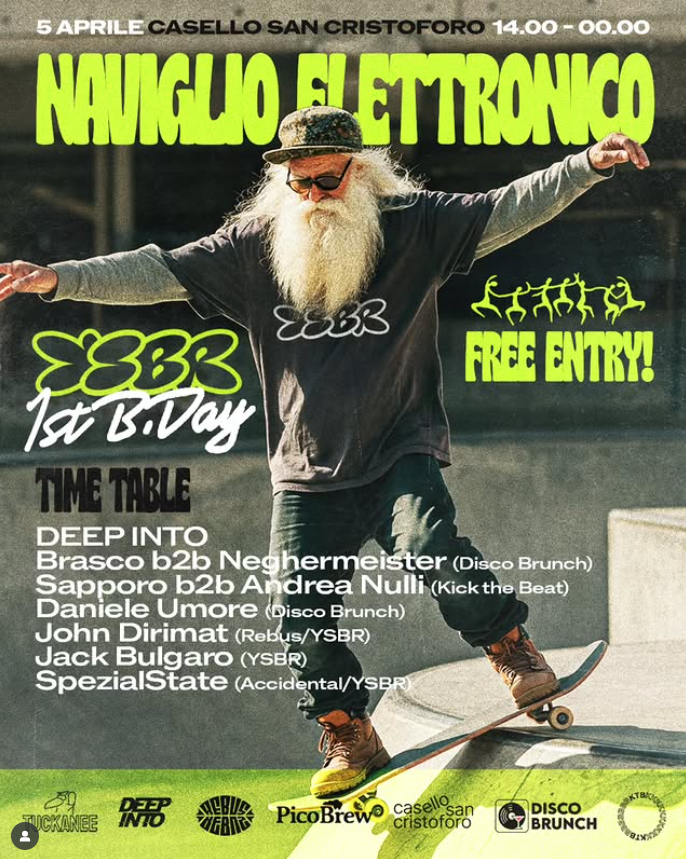 5 APRILE CASELLO SAN CRISTOFORO 14.00 - 00.00
NAVIGLIO ELETTRONICO
YSBR
FREE ENTRY!
YSBR
1st B.Day
TIME TABLE
DEEP INTO
Brasco b2b Neghermeister (Disco Brunch)
Sapporo b2b Andrea Nulli (Kick the Beat)
Daniele Umore (Disco Brunch)
John Dirimat (Rebus/YSBR)
Jack Bulgaro (YSBR)
SpezialState (Accidental/YSBR)
TUCKANEE
DEEP
INTO
REBUS
PicoBrew
casello san
cristoforo
DISCO
BRUNCH
KTB